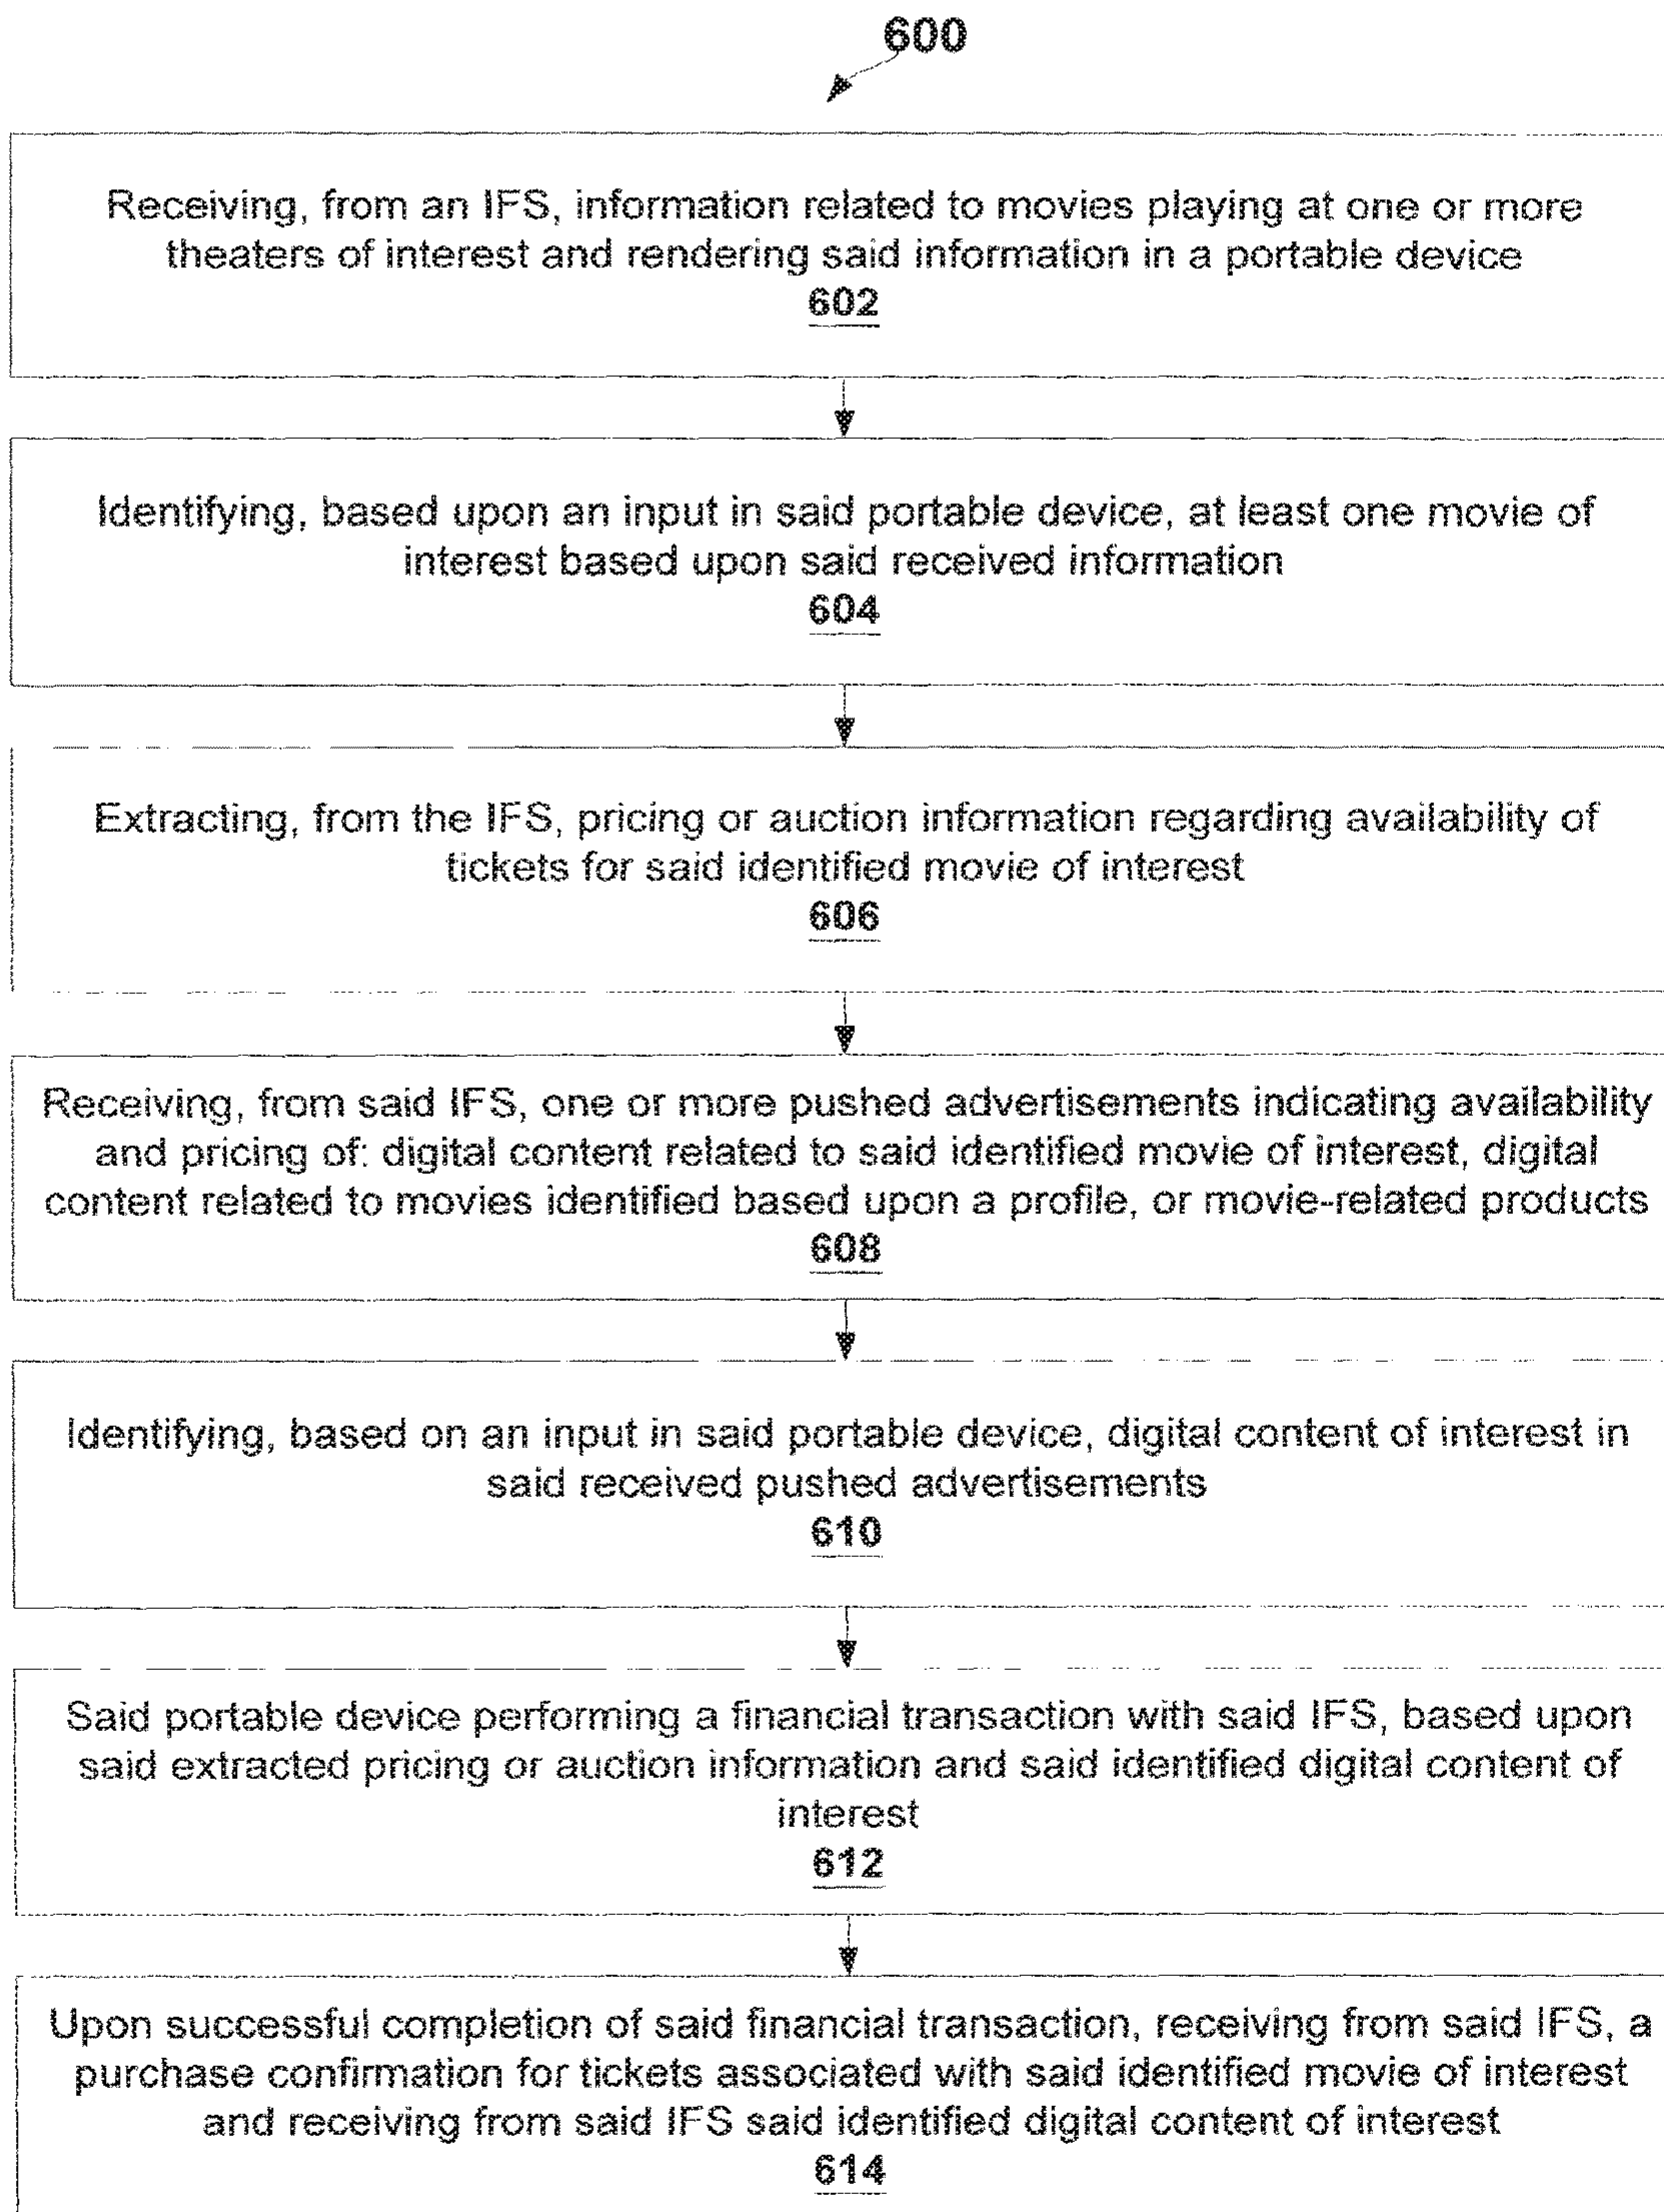 600
Receiving, from an IFS, information related to movies playing at one or more
theaters of interest and rendering said information in a portable device
602
Identifying, based upon an input in said portable device, at least one movie of
interest based upon said received information
604
Extracting, from the IFS, pricing or auction information regarding availability of
tickets for said identified movie of interest
606
Receiving, from said IFS, one or more pushed advertisements indicating availability
and pricing of: digital content related to said identified movie of interest, digital
content related to movies identified based upon a profile, or movie-related products
608
Identifying, based on an input in said portable device, digital content of interest in
said received pushed advertisements
610
Said portable device performing a financial transaction with said IFS, based upon
said extracted pricing or auction information and said identified digital content of
interest
612
Upon successful completion of said financial transaction, receiving from said IFS, a
purchase confirmation for tickets associated with said identified movie of interest
and receiving from said IFS said identified digital content of interest
614